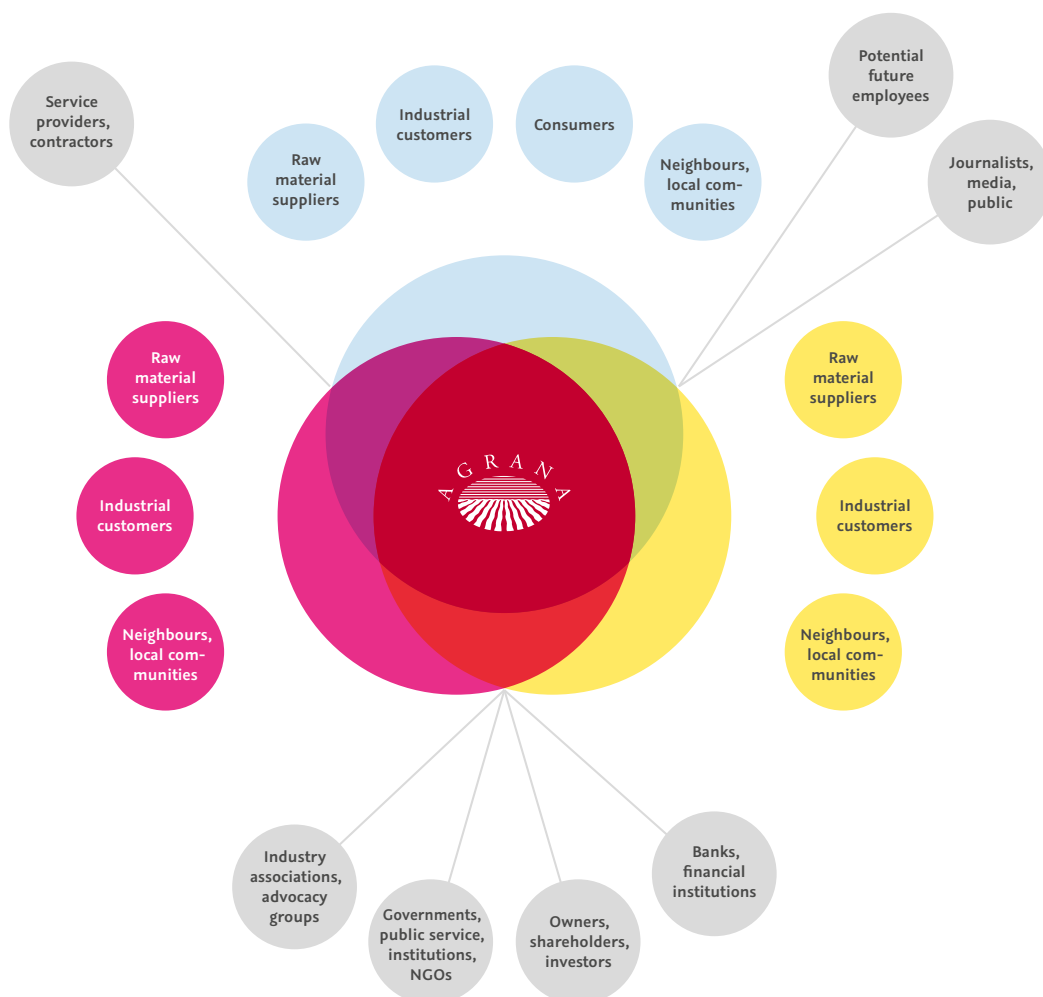 Potential
future
employees
Service
providers,
contractors
Industrial
customers
Consumers
Raw
material
suppliers
Neighbours,
local com-
munities
Journalists,
media,
public
Raw
material
suppliers
Raw
material
suppliers
AGRANA
Industrial
customers
Industrial
customers
Neighbours,
local com-
munities
Neighbours,
local com-
munities
Industry
associations,
advocacy
groups
Governments,
public service,
institutions,
NGOs
Owners,
shareholders,
investors
Banks,
financial
institutions